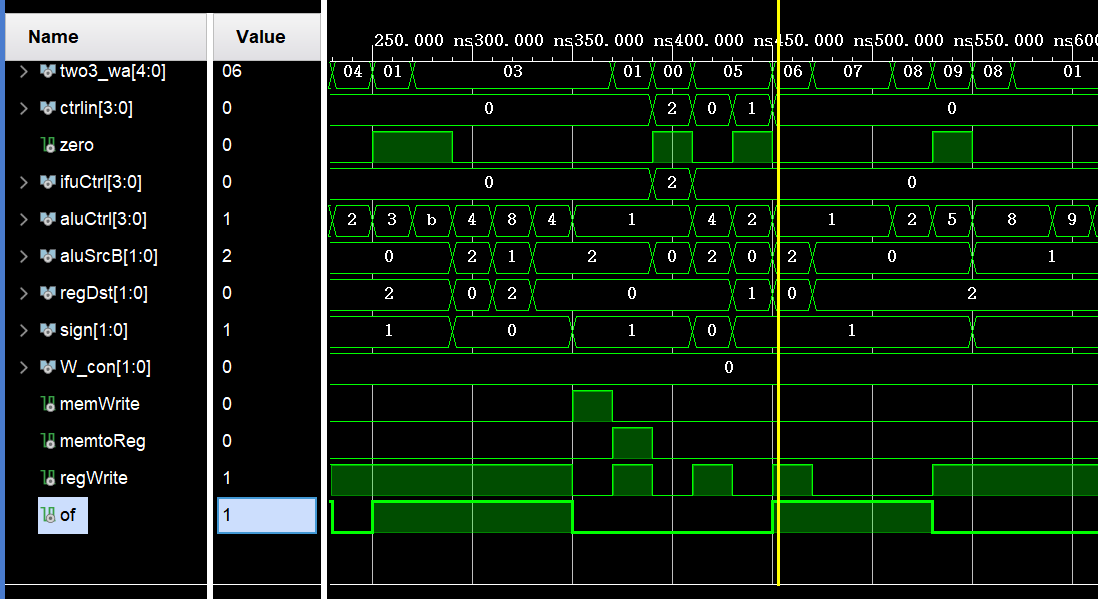 Name Value
250.000 ns 300.000 ns 350.000 ns 400.000 ns 450.000 ns 500.000 ns 550.000 ns 600
two3_wa[4:0] 06 04 01 03 01 00 05 06 07 08 09 08 01
ctrlin[3:0] 0 0 2 0 1 0
zero 0
ifuCtrl[3:0] 0 0 2 0
aluCtrl[3:0] 1 2 3 b 4 8 4 1 4 2 1 2 5 8 9
aluSrcB[1:0] 2 0 2 1 2 0 2 0 2 0 1
regDst[1:0] 0 2 0 2 0 1 0 2
sign[1:0] 1 1 0 1 0 1
W_con[1:0] 0 0
memWrite 0
memtoReg 0
regWrite 1
of 1